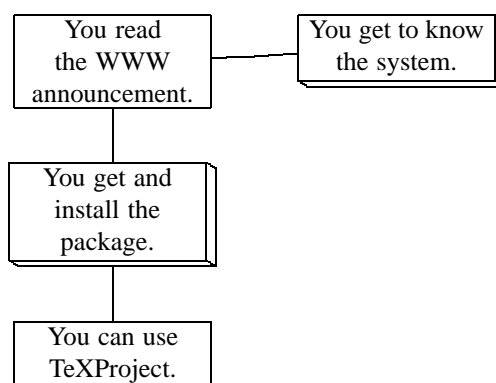 You read
the WWW
announcement.
You get to know
the system.
You get and
install the
package.
You can use
TeXProject.